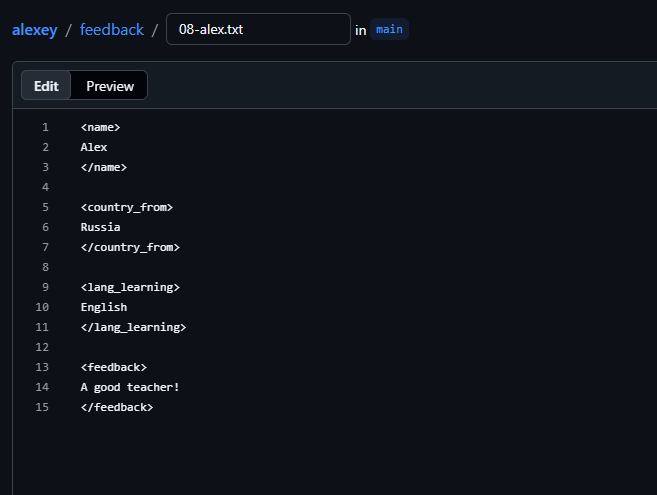 alexey / feedback / 08-alex.txt in main
Edit Preview
1 <name>
2 Alex
3 </name>
4
5 <country_from>
6 Russia
7 </country_from>
8
9 <lang_learning>
10 English
11 </lang_learning>
12
13 <feedback>
14 A good teacher!
15 </feedback>